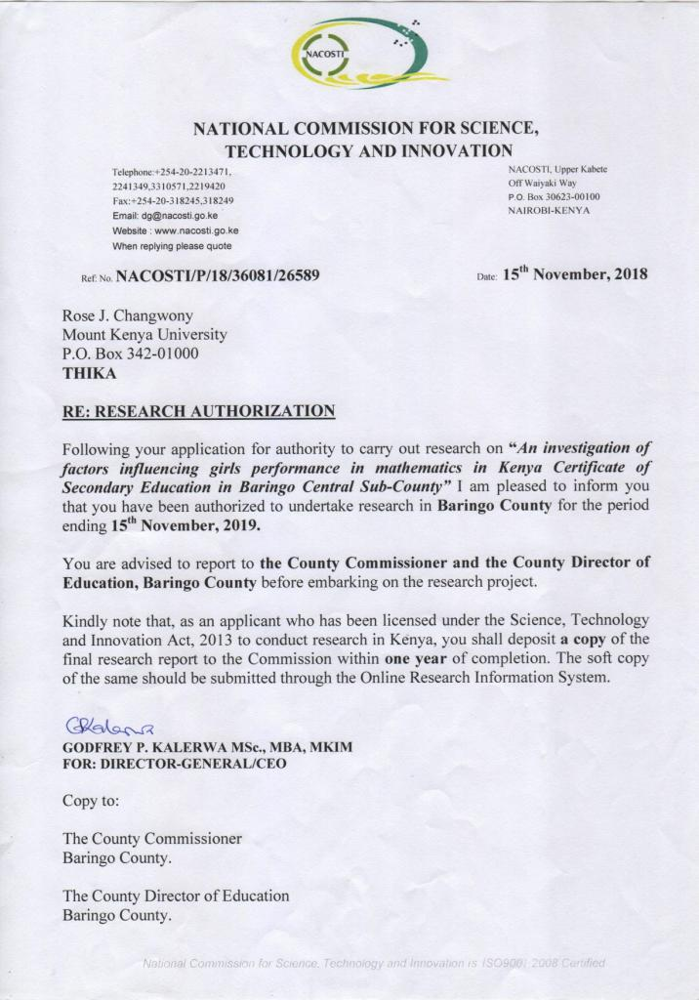 NACOSTI
NATIONAL COMMISSION FOR SCIENCE,
TECHNOLOGY AND INNOVATION
Telephone:+254-20-2213471,
2241349,3310571,2219420
Fax:+254-20-318245,318249
Email: dg@nacosti.go.ke
Website : www.nacosti.go.ke
When replying please quote
NACOSTI, Upper Kabete
Off Waiyaki Way
P.O. Box 30623-00100
NAIROBI-KENYA
Ref: No. NACOSTI/P/18/36081/26589
Date: 15th November, 2018
Rose J. Changwony
Mount Kenya University
P.O. Box 342-01000
THIKA
RE: RESEARCH AUTHORIZATION
Following your application for authority to carry out research on “An investigation of
factors influencing girls performance in mathematics in Kenya Certificate of
Secondary Education in Baringo Central Sub-County” I am pleased to inform you
that you have been authorized to undertake research in Baringo County for the period
ending 15th November, 2019.
You are advised to report to the County Commissioner and the County Director of
Education, Baringo County before embarking on the research project.
Kindly note that, as an applicant who has been licensed under the Science, Technology
and Innovation Act, 2013 to conduct research in Kenya, you shall deposit a copy of the
final research report to the Commission within one year of completion. The soft copy
of the same should be submitted through the Online Research Information System.
GPKalerwa
GODFREY P. KALERWA MSc., MBA, MKIM
FOR: DIRECTOR-GENERAL/CEO
Copy to:
The County Commissioner
Baringo County.
The County Director of Education
Baringo County.
National Commission for Science, Technology and Innovation is ISO9001 2008 Certified